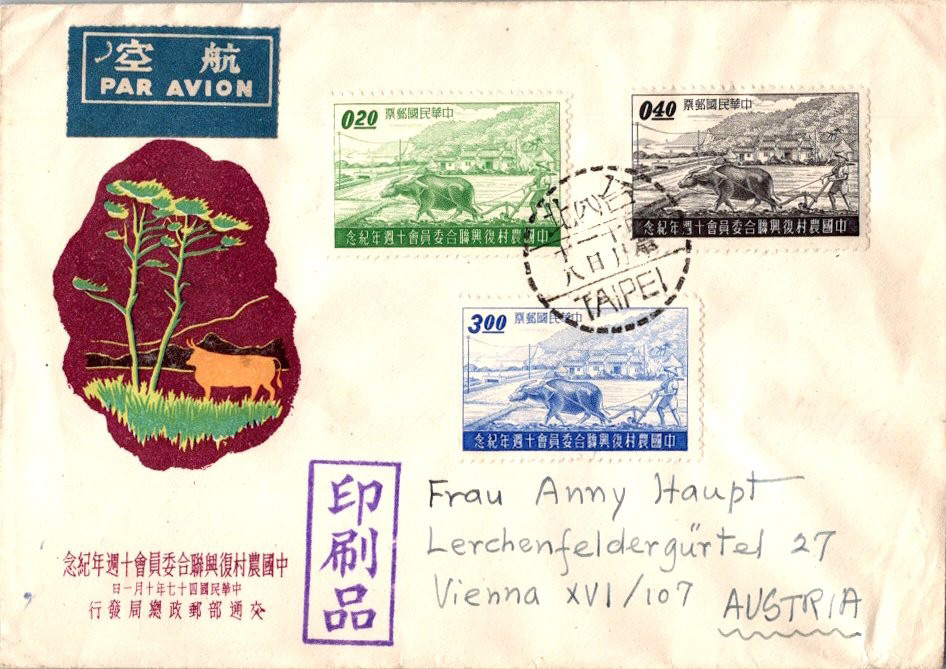 航空
PAR AVION
020 中華民國郵票
中國農村復興聯合委員會十週年紀念
040 中華民國郵票
中國農村復興聯合委員會十週年紀念
TAIPEI
300 中華民國郵票
中國農村復興聯合委員會十週年紀念
印刷品
Frau Anny Haupt
Lerchenfeldergürtel 27
Vienna XVI/107
AUSTRIA
中國農村復興聯合委員會十週年紀念
中華民國四十七年十月一日
交通部郵政總局發行